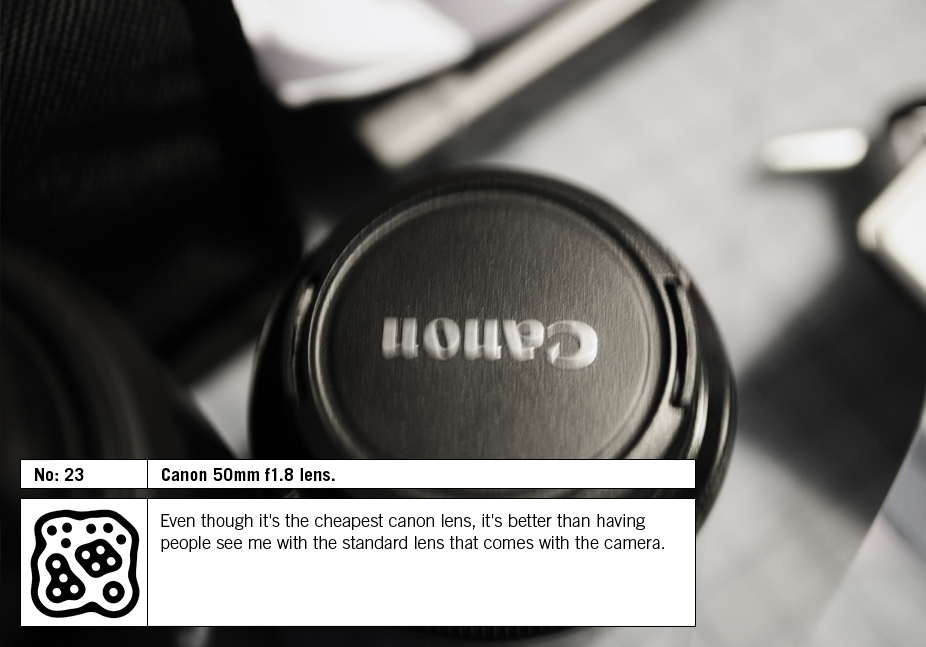 Canon
No: 23
Canon 50mm f1.8 lens.
Even though it's the cheapest canon lens, it's better than having
people see me with the standard lens that comes with the camera.